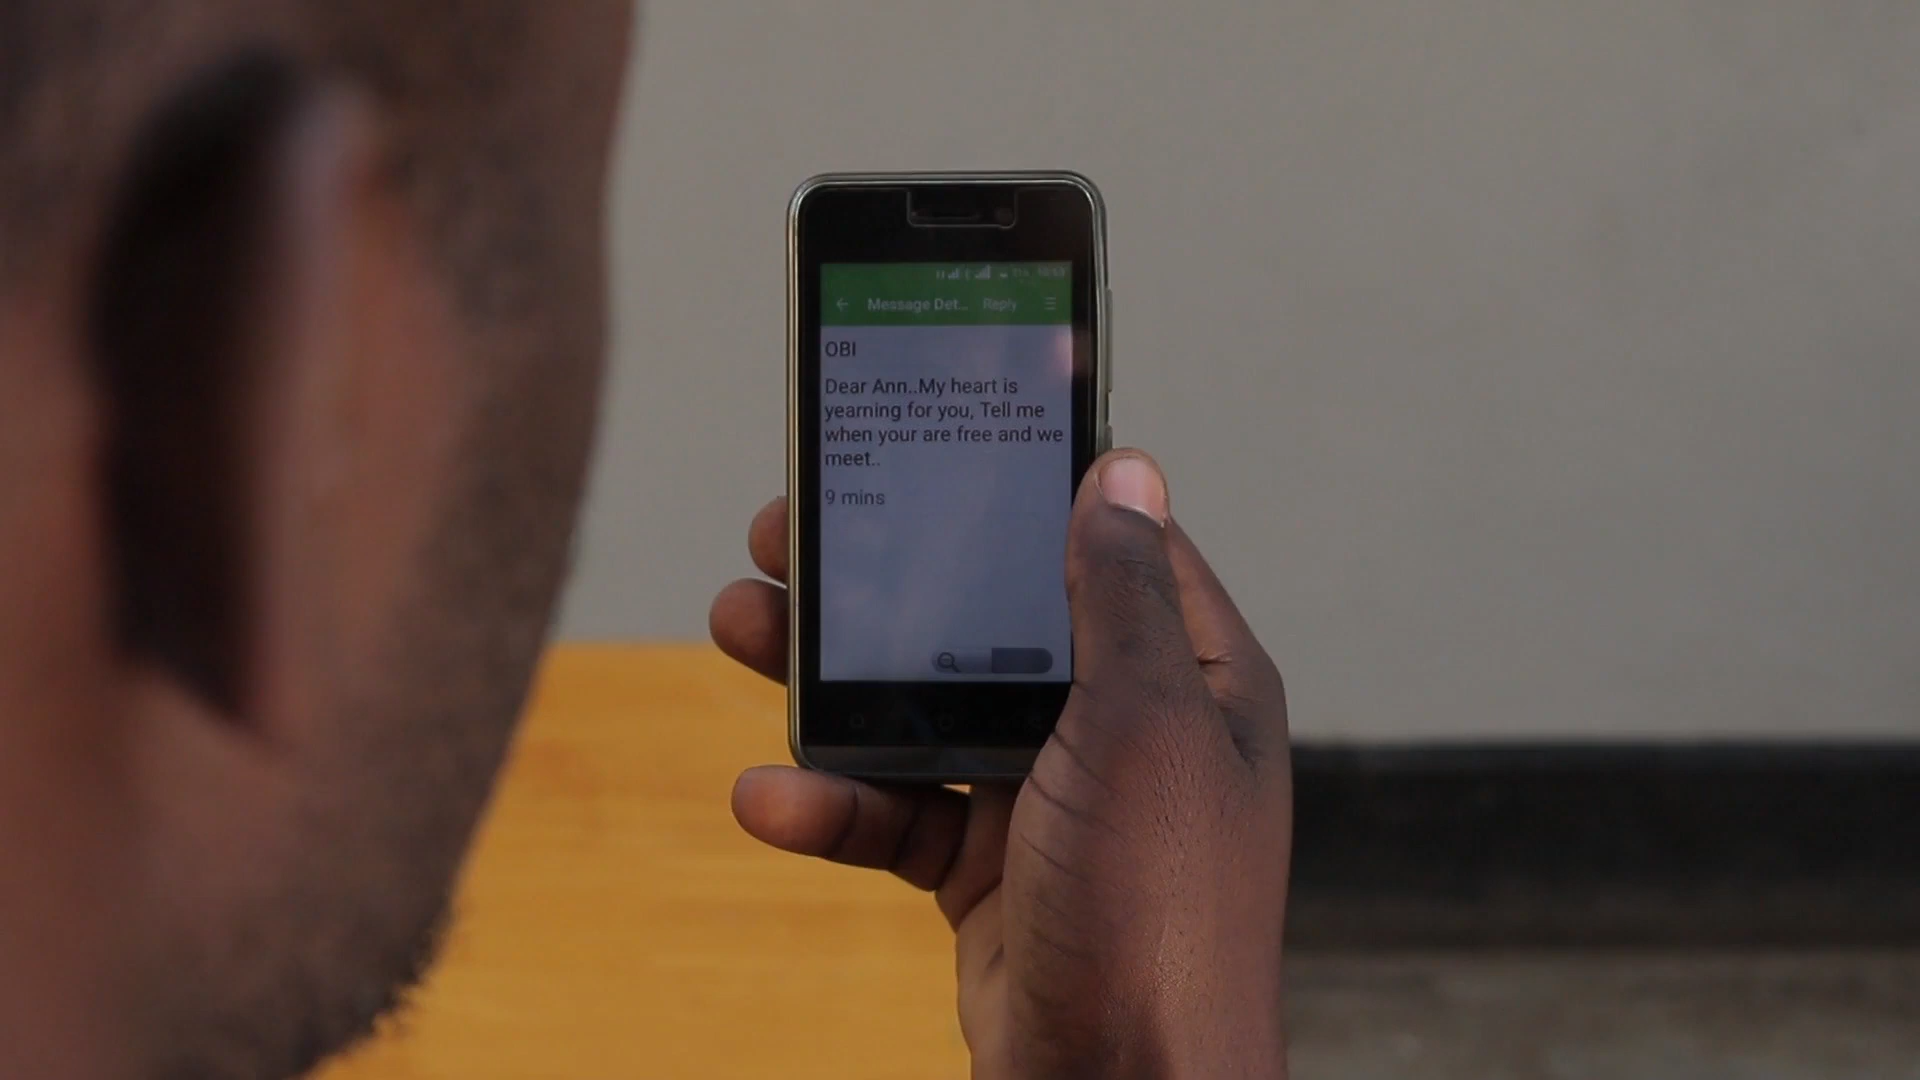 Message Det... Reply
OBI
Dear Ann..My heart is
yearning for you, Tell me
when your are free and we
meet..
9 mins